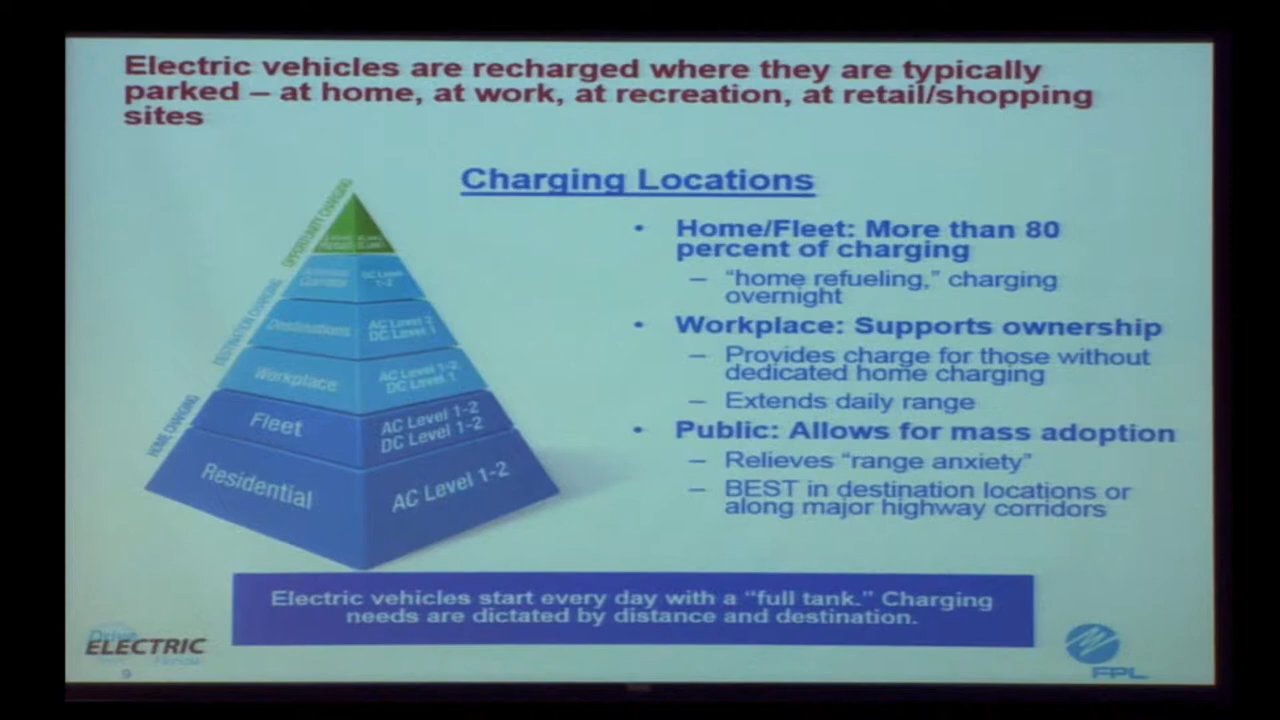 Electric vehicles are recharged where they are typically
parked – at home, at work, at recreation, at retail/shopping
sites
Charging Locations
OPPORTUNITY CHARGING
DESTINATION CHARGING
HOME CHARGING
Corridor
DC Level
1-2
Destinations
AC Level 2
DC Level 1
Workplace
AC Level 1-2
DC Level 1
Fleet
AC Level 1-2
DC Level 1-2
Residential
AC Level 1-2
• Home/Fleet: More than 80
percent of charging
– “home refueling,” charging
overnight
• Workplace: Supports ownership
– Provides charge for those without
dedicated home charging
– Extends daily range
• Public: Allows for mass adoption
– Relieves “range anxiety”
– BEST in destination locations or
along major highway corridors
Electric vehicles start every day with a “full tank.” Charging
needs are dictated by distance and destination.
Drive
ELECTRIC
Florida
9
FPL